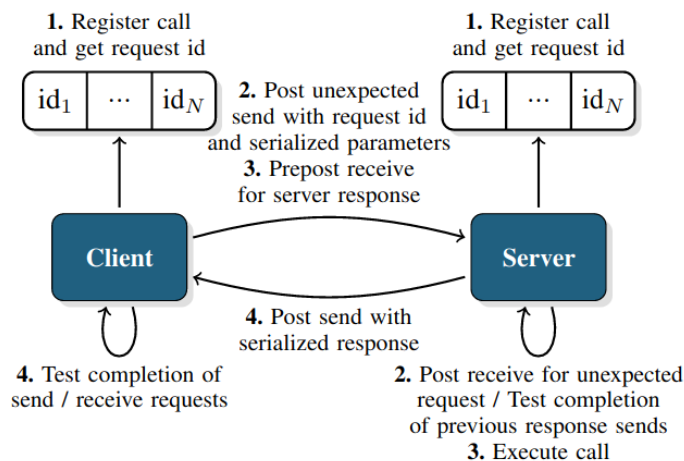 1. Register call
and get request id
id1 ... idN
1. Register call
and get request id
id1 ... idN
2. Post unexpected
send with request id
and serialized parameters
3. Prepost receive
for server response
Client
Server
4. Post send with
serialized response
4. Test completion of
send / receive requests
2. Post receive for unexpected
request / Test completion
of previous response sends
3. Execute call